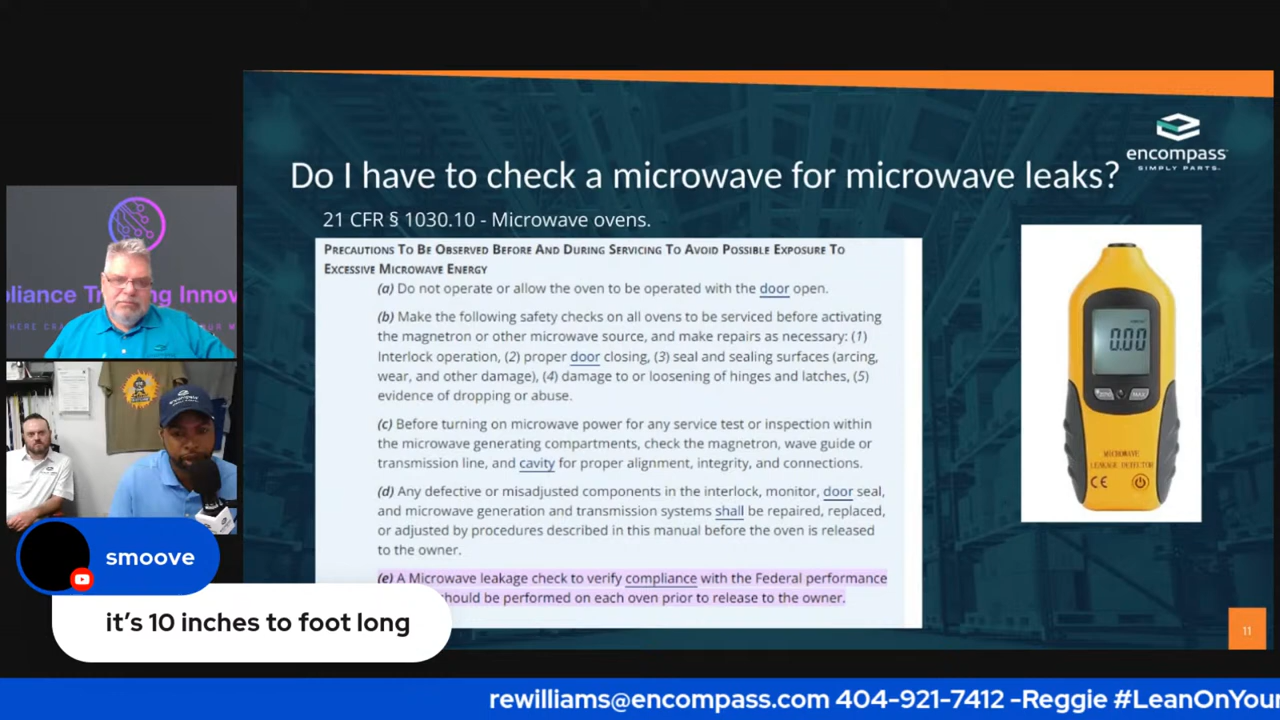 encompass
SIMPLY PARTS.
Do I have to check a microwave for microwave leaks?
21 CFR § 1030.10 - Microwave ovens.
PRECAUTIONS TO BE OBSERVED BEFORE AND DURING SERVICING TO AVOID POSSIBLE EXPOSURE TO
EXCESSIVE MICROWAVE ENERGY
(a) Do not operate or allow the oven to be operated with the door open.
(b) Make the following safety checks on all ovens to be serviced before activating
the magnetron or other microwave source, and make repairs as necessary: (1)
Interlock operation, (2) proper door closing, (3) seal and sealing surfaces (arcing,
wear, and other damage), (4) damage to or loosening of hinges and latches, (5)
evidence of dropping or abuse.
(c) Before turning on microwave power for any service test or inspection within
the microwave generating compartments, check the magnetron, wave guide or
transmission line, and cavity for proper alignment, integrity, and connections.
(d) Any defective or misadjusted components in the interlock, monitor, door seal,
and microwave generation and transmission systems shall be repaired, replaced,
or adjusted by procedures described in this manual before the oven is released
to the owner.
(e) A Microwave leakage check to verify compliance with the Federal performance
should be performed on each oven prior to release to the owner.
0.00
MAX
MICROWAVE
LEAKAGE DETECTOR
CE
pliance Training Innov
smoove
it's 10 inches to foot long
11
rewilliams@encompass.com 404-921-7412 -Reggie #LeanOnYour